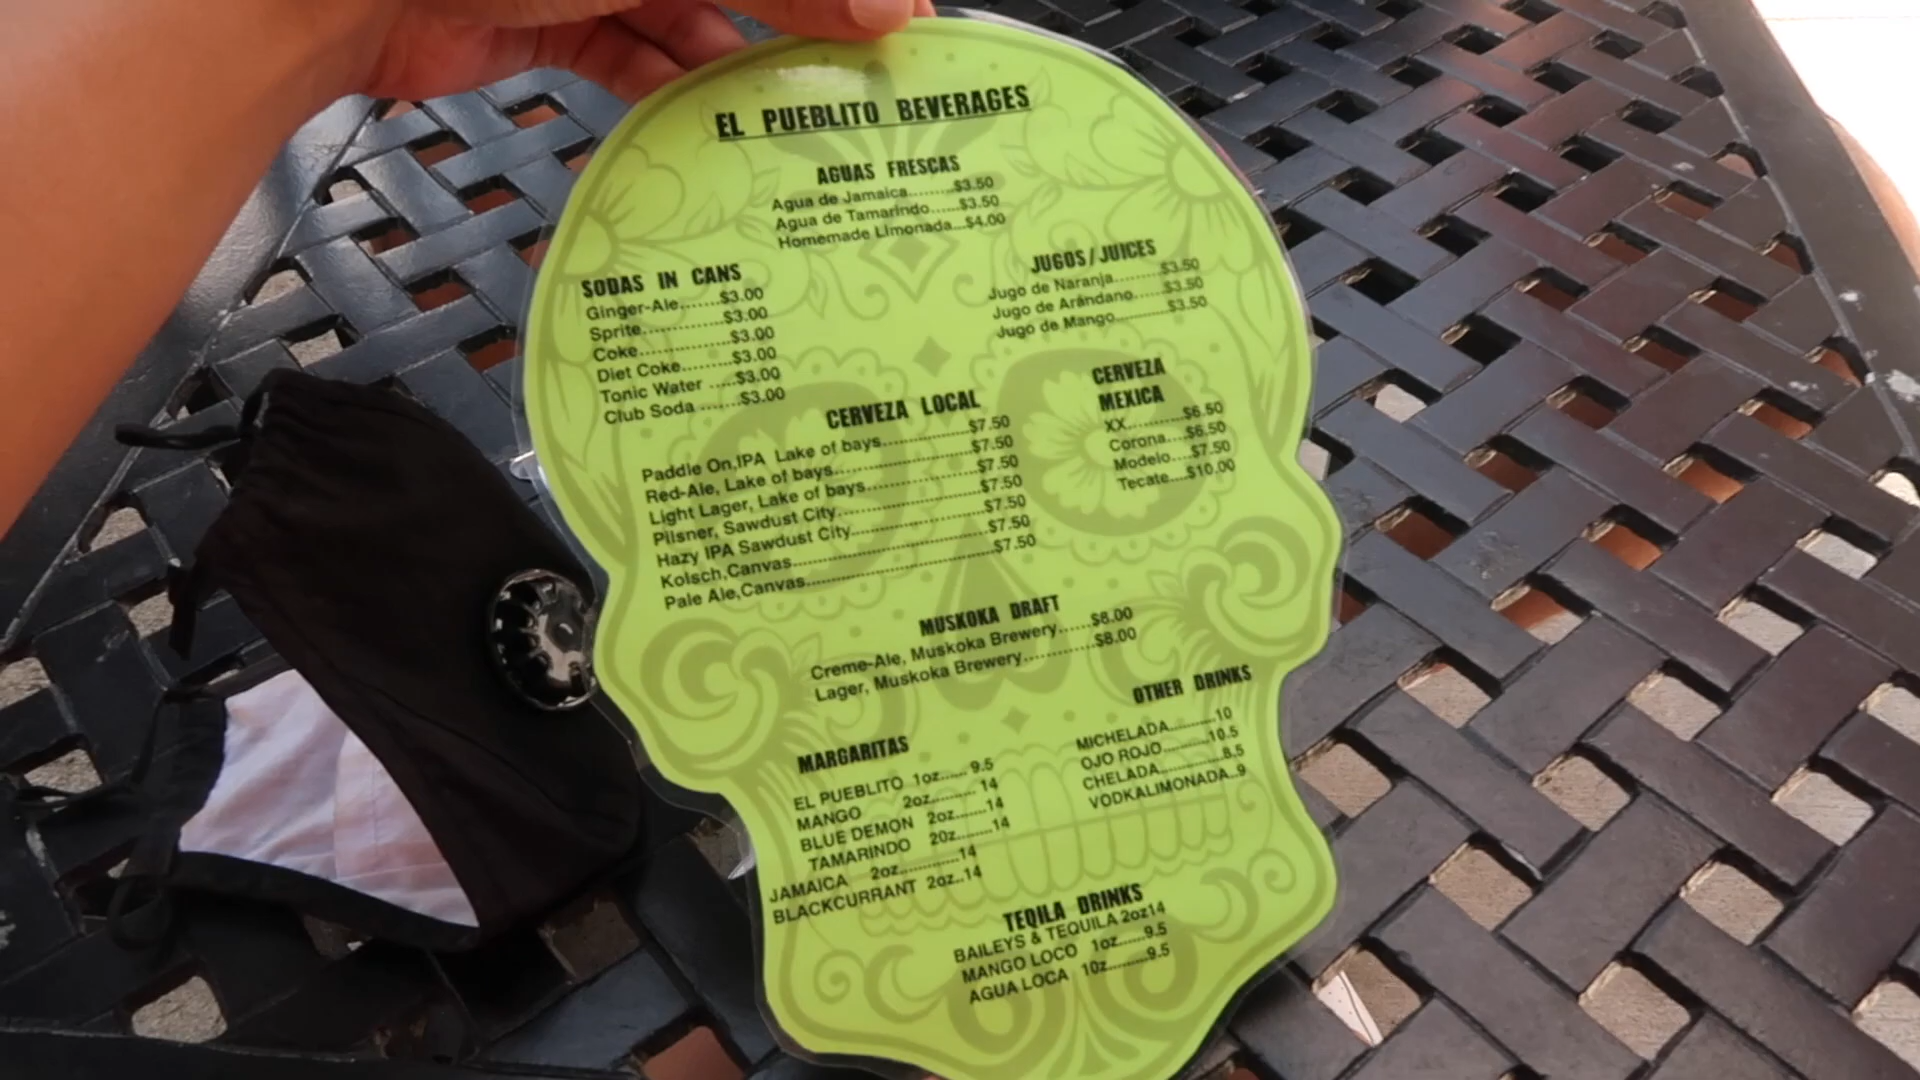 EL PUEBLITO BEVERAGES
AGUAS FRESCAS
Agua de Jamaica.........$3.50
Agua de Tamarindo......$3.50
Homemade Limonada...$4.00
SODAS IN CANS
Ginger-Ale.......$3.00
Sprite..............$3.00
Coke...............$3.00
Diet Coke.........$3.00
Tonic Water .....$3.00
Club Soda .......$3.00
JUGOS/JUICES
Jugo de Naranja..........$3.50
Jugo de Arándano......$3.50
Jugo de Mango............$3.50
CERVEZA LOCAL
Paddle On,IPA Lake of bays..................$7.50
Red-Ale, Lake of bays............................$7.50
Light Lager, Lake of bays.......................$7.50
Pilsner, Sawdust City.............................$7.50
Hazy IPA Sawdust City...........................$7.50
Kolsch,Canvas.......................................$7.50
Pale Ale,Canvas.....................................$7.50
CERVEZA
MEXICA
XX............$6.50
Corona....$6.50
Modelo....$7.50
Tecate....$10.00
MUSKOKA DRAFT
Creme-Ale, Muskoka Brewery......$8.00
Lager, Muskoka Brewery.............$8.00
MARGARITAS
EL PUEBLITO 1oz...... 9.5
MANGO 2oz.......... 14
BLUE DEMON 2oz.......14
TAMARINDO 2oz........14
JAMAICA 2oz.............14
BLACKCURRANT 2oz..14
OTHER DRINKS
MICHELADA...........10
OJO ROJO...........10.5
CHELADA..............8.5
VODKALIMONADA..9
TEQILA DRINKS
BAILEYS & TEQUILA 2oz14
MANGO LOCO 1oz......9.5
AGUA LOCA 1oz.........9.5